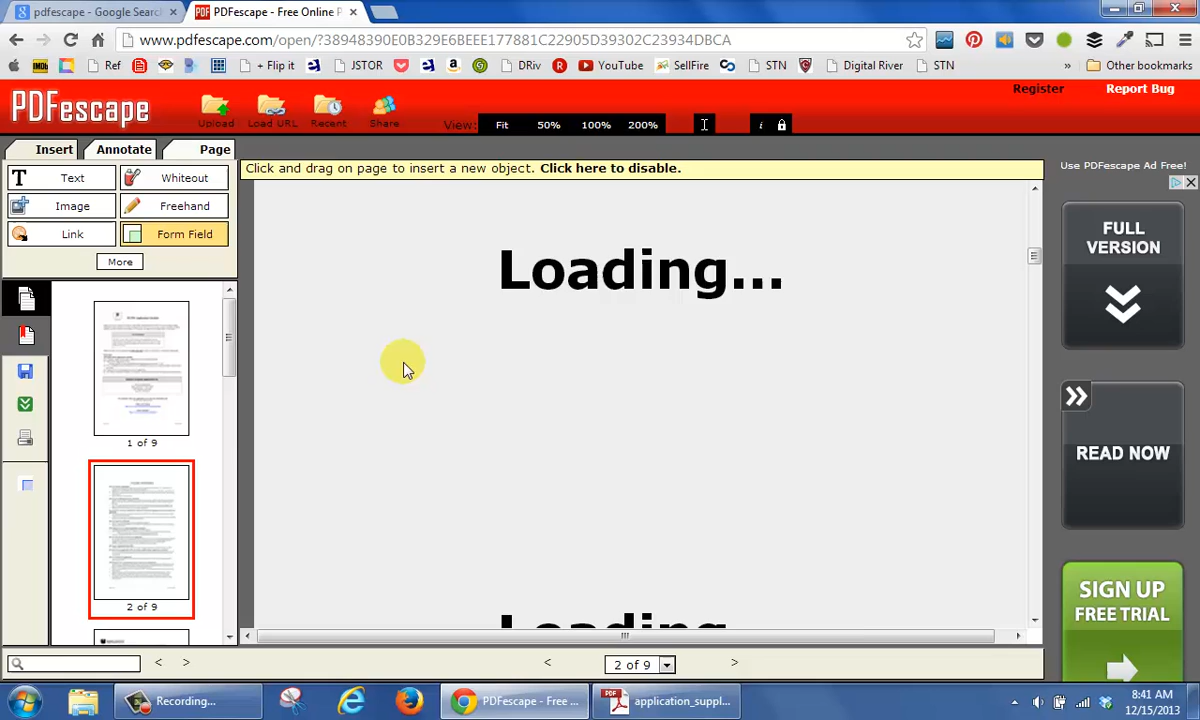 pdfescape - Google Searc
PDFescape - Free Online P
www.pdfescape.com/open/?38948390E0B329E6BEEE177881C22905D39302C23934DBCA
IMDb Ref + Flip it JSTOR DRiv YouTube SellFire STN Digital River STN » Other bookmarks
PDFescape
Upload Load URL Recent Share
View: Fit 50% 100% 200% i
Register Report Bug
Insert Annotate Page
Click and drag on page to insert a new object. Click here to disable.
Use PDFescape Ad Free!
Text Whiteout
Image Freehand
Link Form Field
More
FULL
VERSION
Loading...
1 of 9
READ NOW
2 of 9
Loading...
SIGN UP
FREE TRIAL
< > < 2 of 9 >
Recording...
PDFescape - Free ...
application_suppl...
8:41 AM
12/15/2013